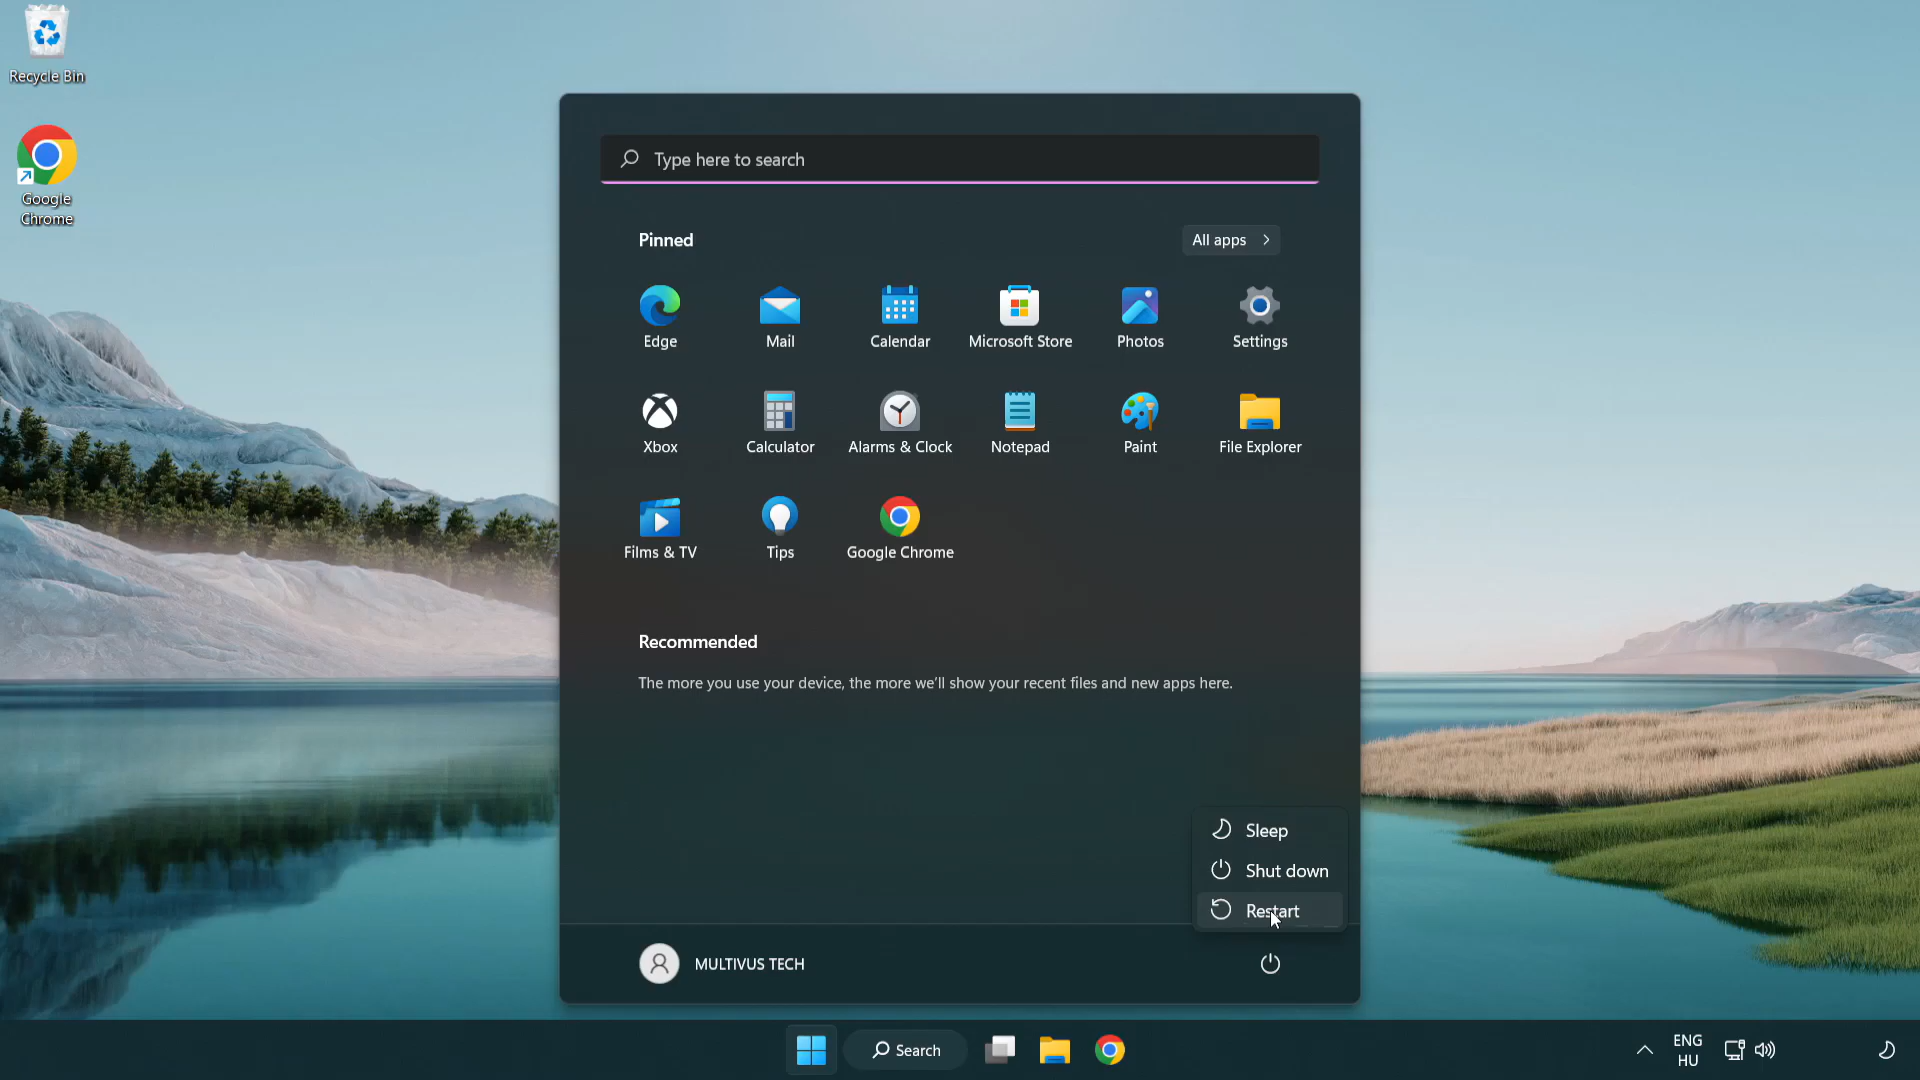 Recycle Bin
Google
Chrome
Type here to search
Pinned
All apps
Edge
Mail
Calendar
Microsoft Store
Photos
Settings
Xbox
Calculator
Alarms & Clock
Notepad
Paint
File Explorer
Films & TV
Tips
Google Chrome
Recommended
The more you use your device, the more we'll show your recent files and new apps here.
Sleep
Shut down
Restart
MULTIVUS TECH
Search
ENG
HU